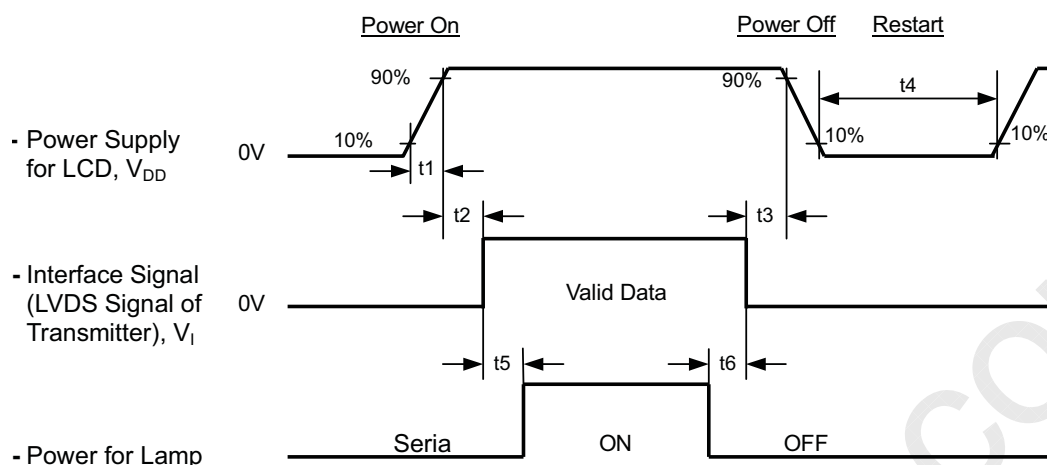 Power On
Power Off
Restart
90%
90%
t4
- Power Supply
for LCD, VDD
0V
10%
10%
10%
t1
t2
t3
- Interface Signal
(LVDS Signal of
Transmitter), VI
0V
Valid Data
t5
t6
- Power for Lamp
Seria
ON
OFF